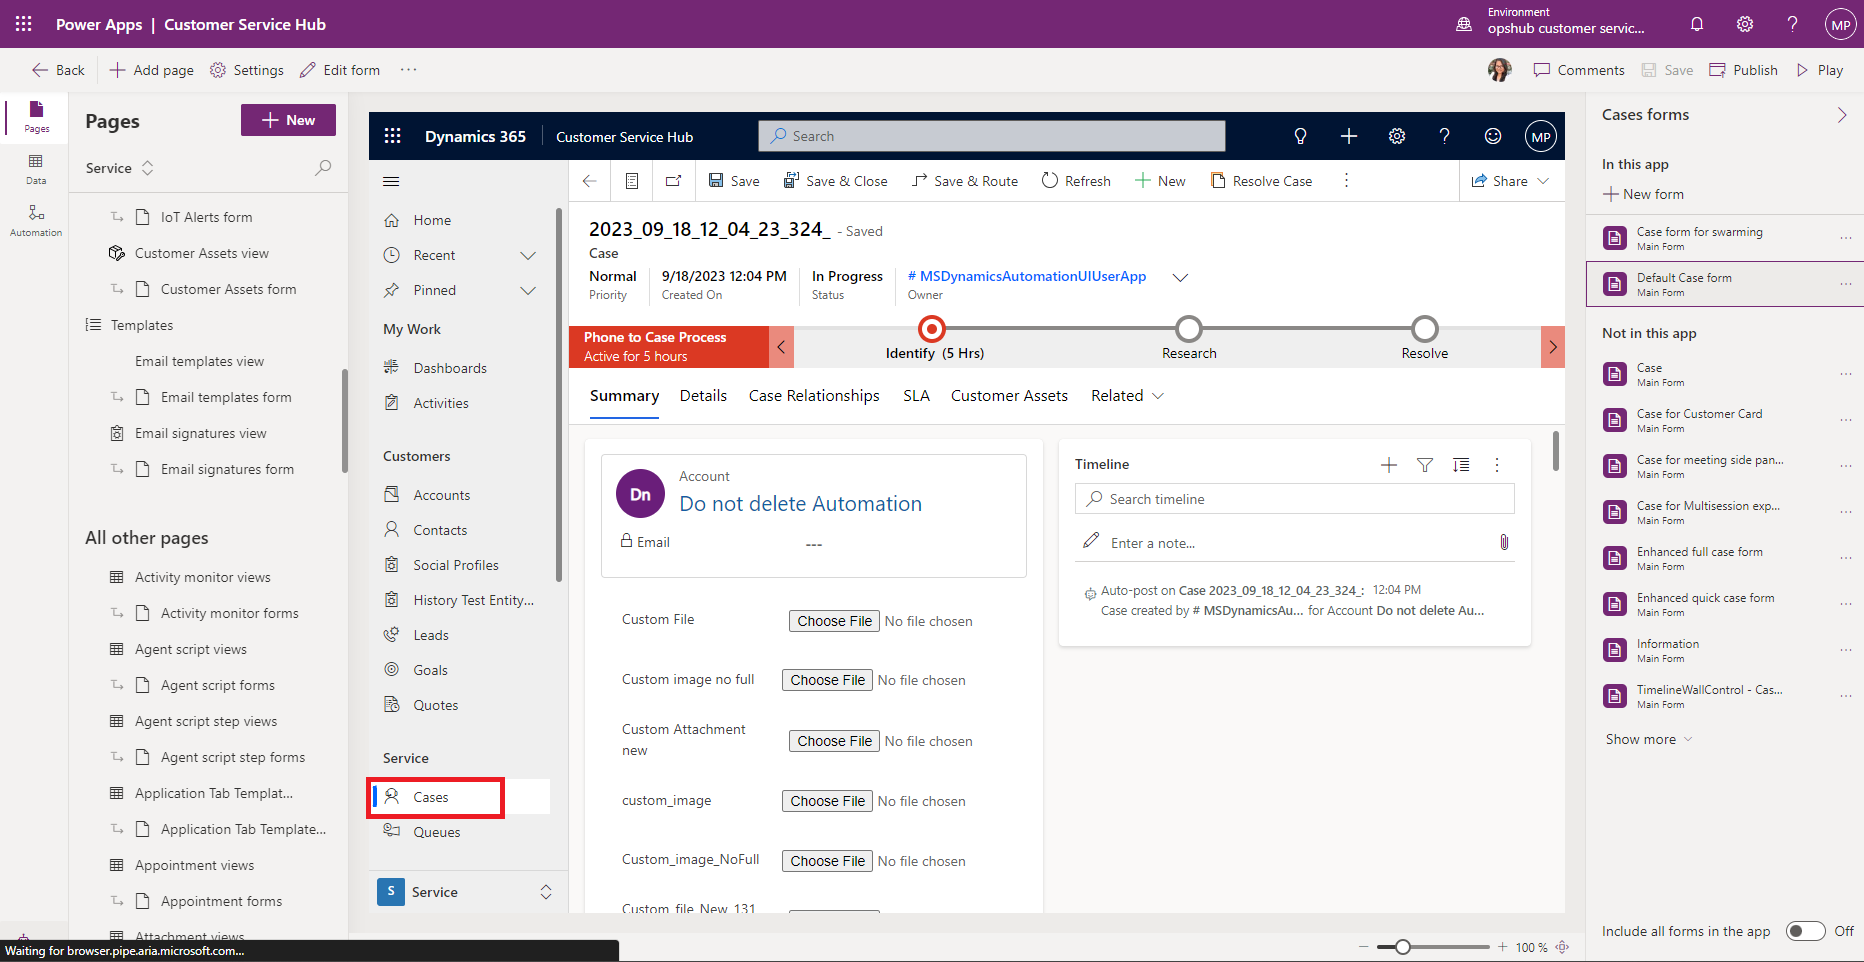 Power Apps | Customer Service Hub
Environment
opshub customer servic...
MP
Back
Add page
Settings
Edit form
Comments
Save
Publish
Play
Pages
Data
Automation
Pages
New
Service
IoT Alerts form
Customer Assets view
Customer Assets form
Templates
Email templates view
Email templates form
Email signatures view
Email signatures form
All other pages
Activity monitor views
Activity monitor forms
Agent script views
Agent script forms
Agent script step views
Agent script step forms
Application Tab Templat...
Application Tab Template...
Appointment views
Appointment forms
Attachment views
Waiting for browser.pipe.aria.microsoft.com...
Dynamics 365
Customer Service Hub
Search
MP
Home
Recent
Pinned
My Work
Dashboards
Activities
Customers
Accounts
Contacts
Social Profiles
History Test Entity...
Leads
Goals
Quotes
Service
Cases
Queues
S
Service
Save
Save & Close
Save & Route
Refresh
New
Resolve Case
Share
2023_09_18_12_04_23_324_ - Saved
Case
Normal
Priority
9/18/2023 12:04 PM
Created On
In Progress
Status
# MSDynamicsAutomationUIUserApp
Owner
Phone to Case Process
Active for 5 hours
Identify (5 Hrs)
Research
Resolve
Summary
Details
Case Relationships
SLA
Customer Assets
Related
Dn
Account
Do not delete Automation
Email
---
Custom File
Choose File No file chosen
Custom image no full
Choose File No file chosen
Custom Attachment
new
Choose File No file chosen
custom_image
Choose File No file chosen
Custom_image_NoFull
Choose File No file chosen
Custom_file_New_131
Timeline
Search timeline
Enter a note...
Auto-post on Case 2023_09_18_12_04_23_324_: 12:04 PM
Case created by # MSDynamicsAu... for Account Do not delete Au...
100 %
Cases forms
In this app
New form
Case form for swarming
Main Form
Default Case form
Main Form
Not in this app
Case
Main Form
Case for Customer Card
Main Form
Case for meeting side pan...
Main Form
Case for Multisession exp...
Main Form
Enhanced full case form
Main Form
Enhanced quick case form
Main Form
Information
Main Form
TimelineWallControl - Cas...
Main Form
Show more
Include all forms in the app
Off